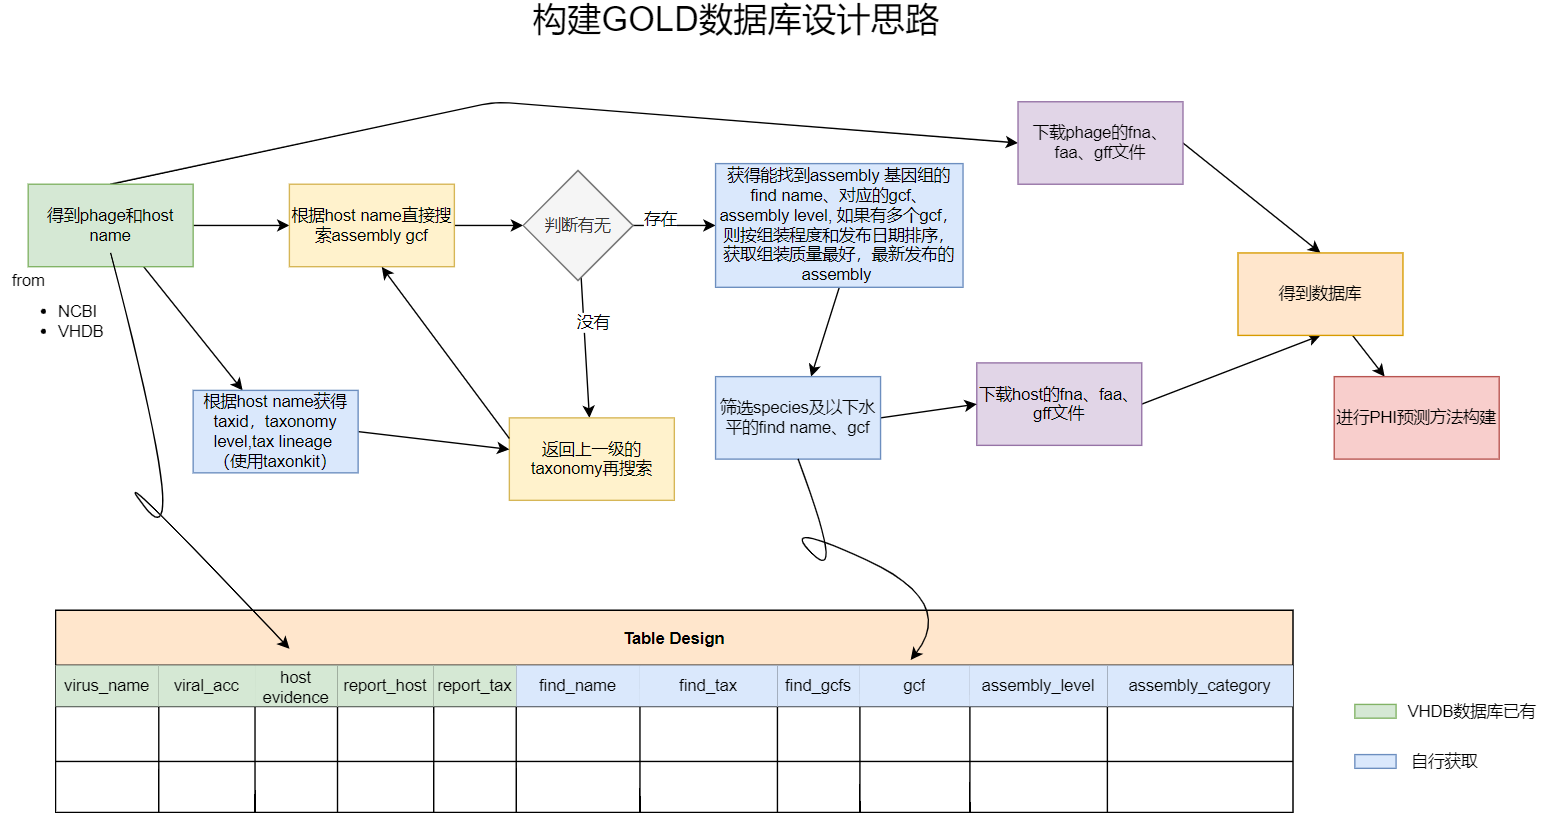 构建GOLD数据库设计思路
下载phage的fna、
faa、gff文件
得到phage和host
name
from
NCBI
VHDB
根据host name直接搜
索assembly gcf
判断有无
存在
没有
获得能找到assembly 基因组的
find name、对应的gcf、
assembly level, 如果有多个gcf，
则按组装程度和发布日期排序，
获取组装质量最好，最新发布的
assembly
得到数据库
根据host name获得
taxid，taxonomy
level,tax lineage
（使用taxonkit）
返回上一级的
taxonomy再搜索
筛选species及以下水
平的find name、gcf
下载host的fna、faa、
gff文件
进行PHI预测方法构建
Table Design
virus_name viral_acc host evidence report_host report_tax find_name find_tax find_gcfs gcf assembly_level assembly_category
VHDB数据库已有
自行获取